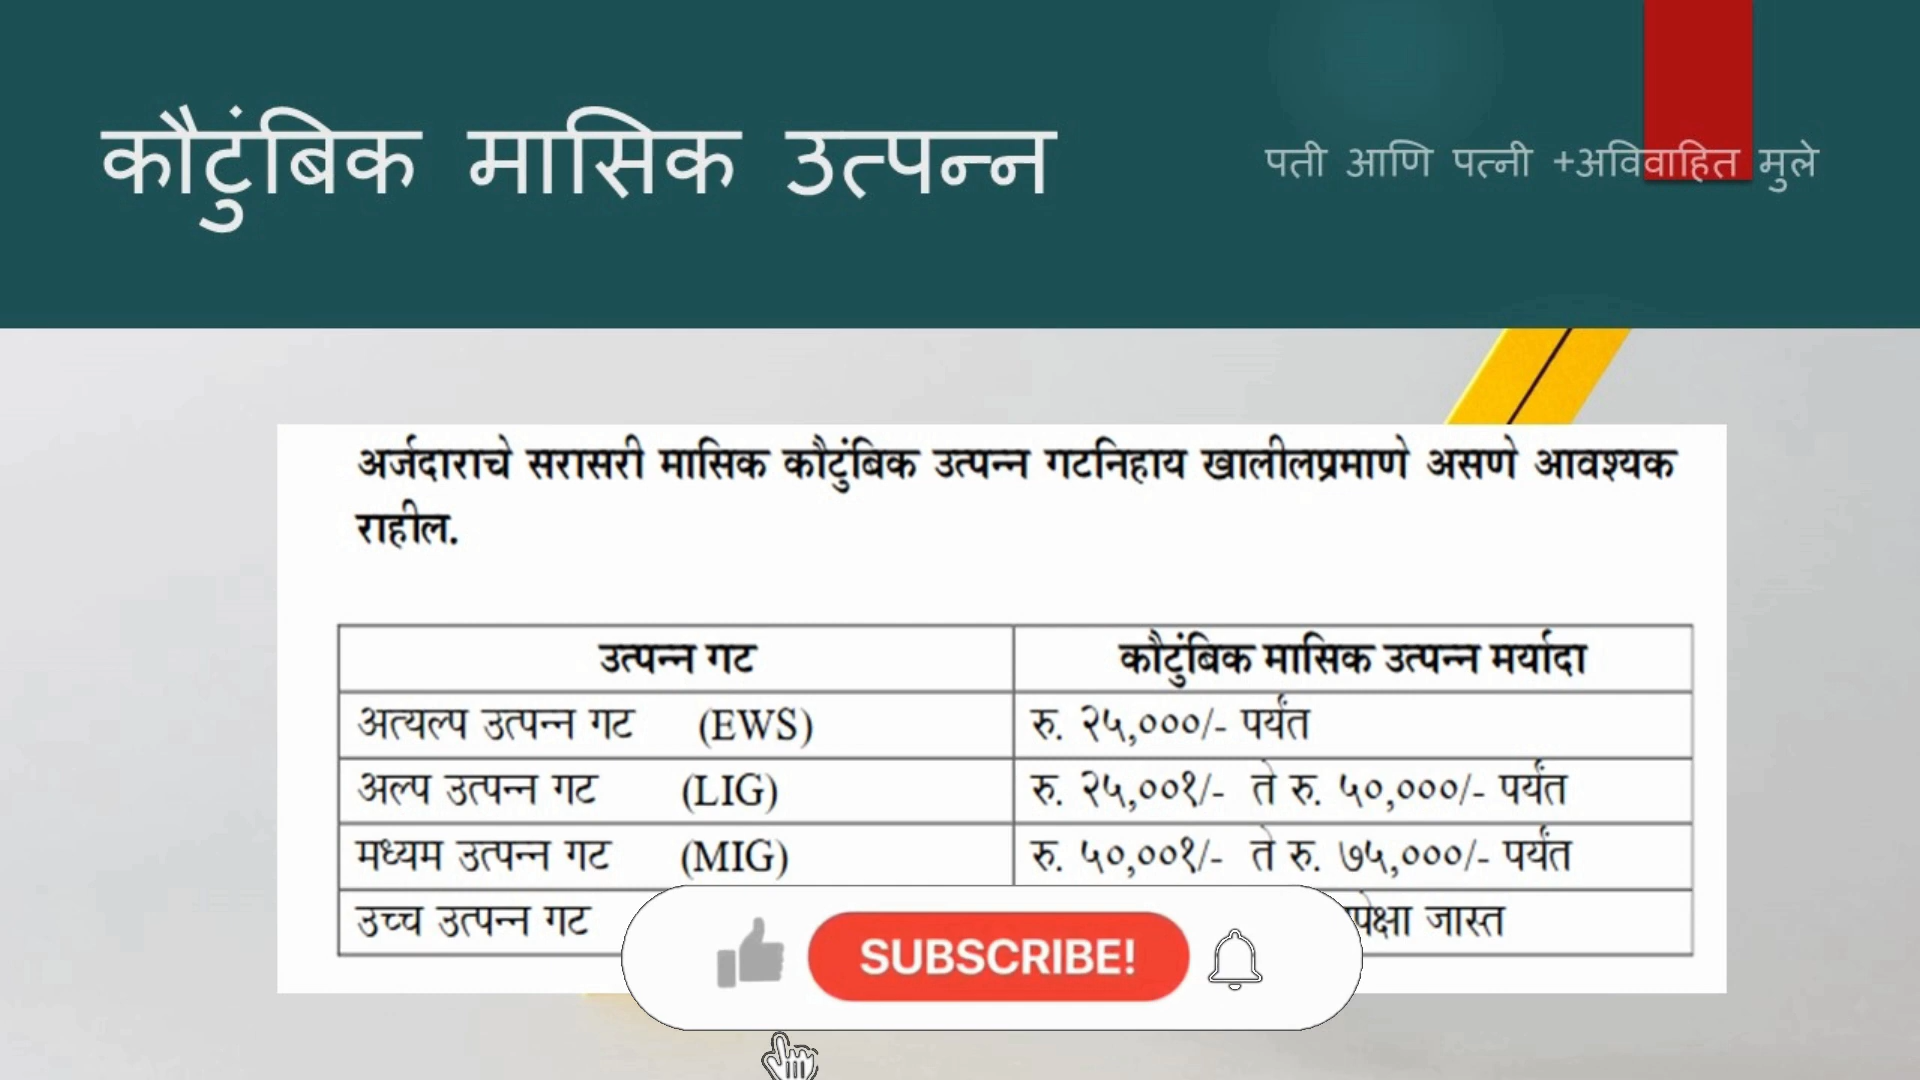 कौटुंबिक मासिक उत्पन्न
पती आणि पत्नी +अविवाहित मुले
अर्जदाराचे सरासरी मासिक कौटुंबिक उत्पन्न गटनिहाय खालीलप्रमाणे असणे आवश्यक
राहील.
उत्पन्न गट कौटुंबिक मासिक उत्पन्न मर्यादा
अत्यल्प उत्पन्न गट (EWS) रु. २५,०००/- पर्यंत
अल्प उत्पन्न गट (LIG) रु. २५,००१/- ते रु. ५०,०००/- पर्यंत
मध्यम उत्पन्न गट (MIG) रु. ५०,००१/- ते रु. ७५,०००/- पर्यंत
उच्च उत्पन्न गट जास्त
SUBSCRIBE!